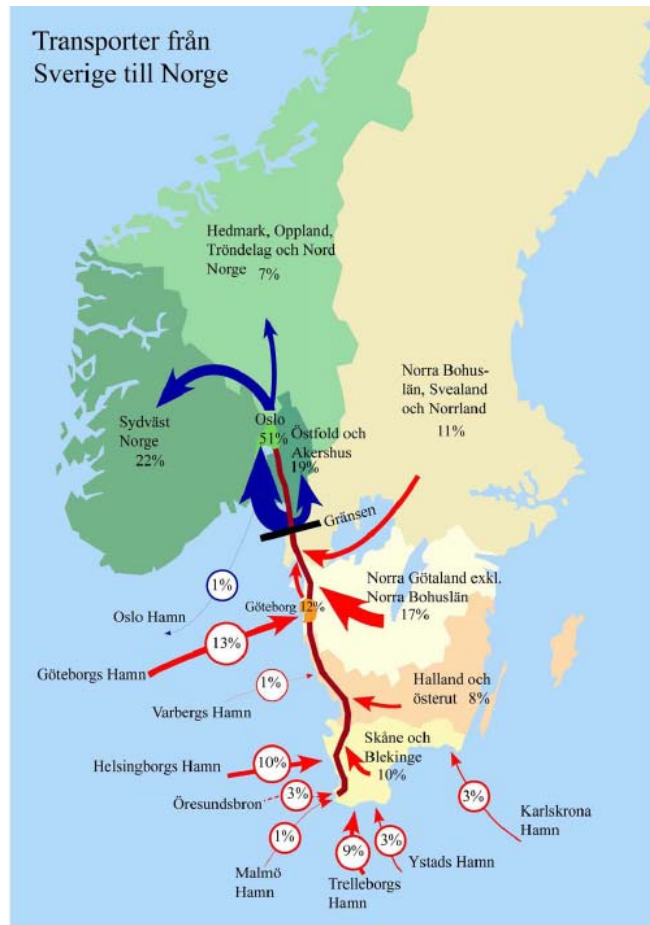 Transporter från
Sverige till Norge
Hedmark, Oppland,
Tröndelag och Nord
Norge
7%
Norra Bohus-
län, Svealand
och Norrland
11%
Sydväst
Norge
22%
Oslo
51%
Östfold och
Akershus
19%
Gränsen
1%
Oslo Hamn
Göteborg 12%
Norra Götaland exkl.
Norra Bohuslän
17%
13%
Göteborgs Hamn
1%
Varbergs Hamn
Halland och
österut 8%
Skåne och
Blekinge
10%
Helsingborgs Hamn
10%
Öresundsbron
3%
1%
Malmö
Hamn
9%
Trelleborgs
Hamn
3%
Ystads Hamn
3%
Karlskrona
Hamn